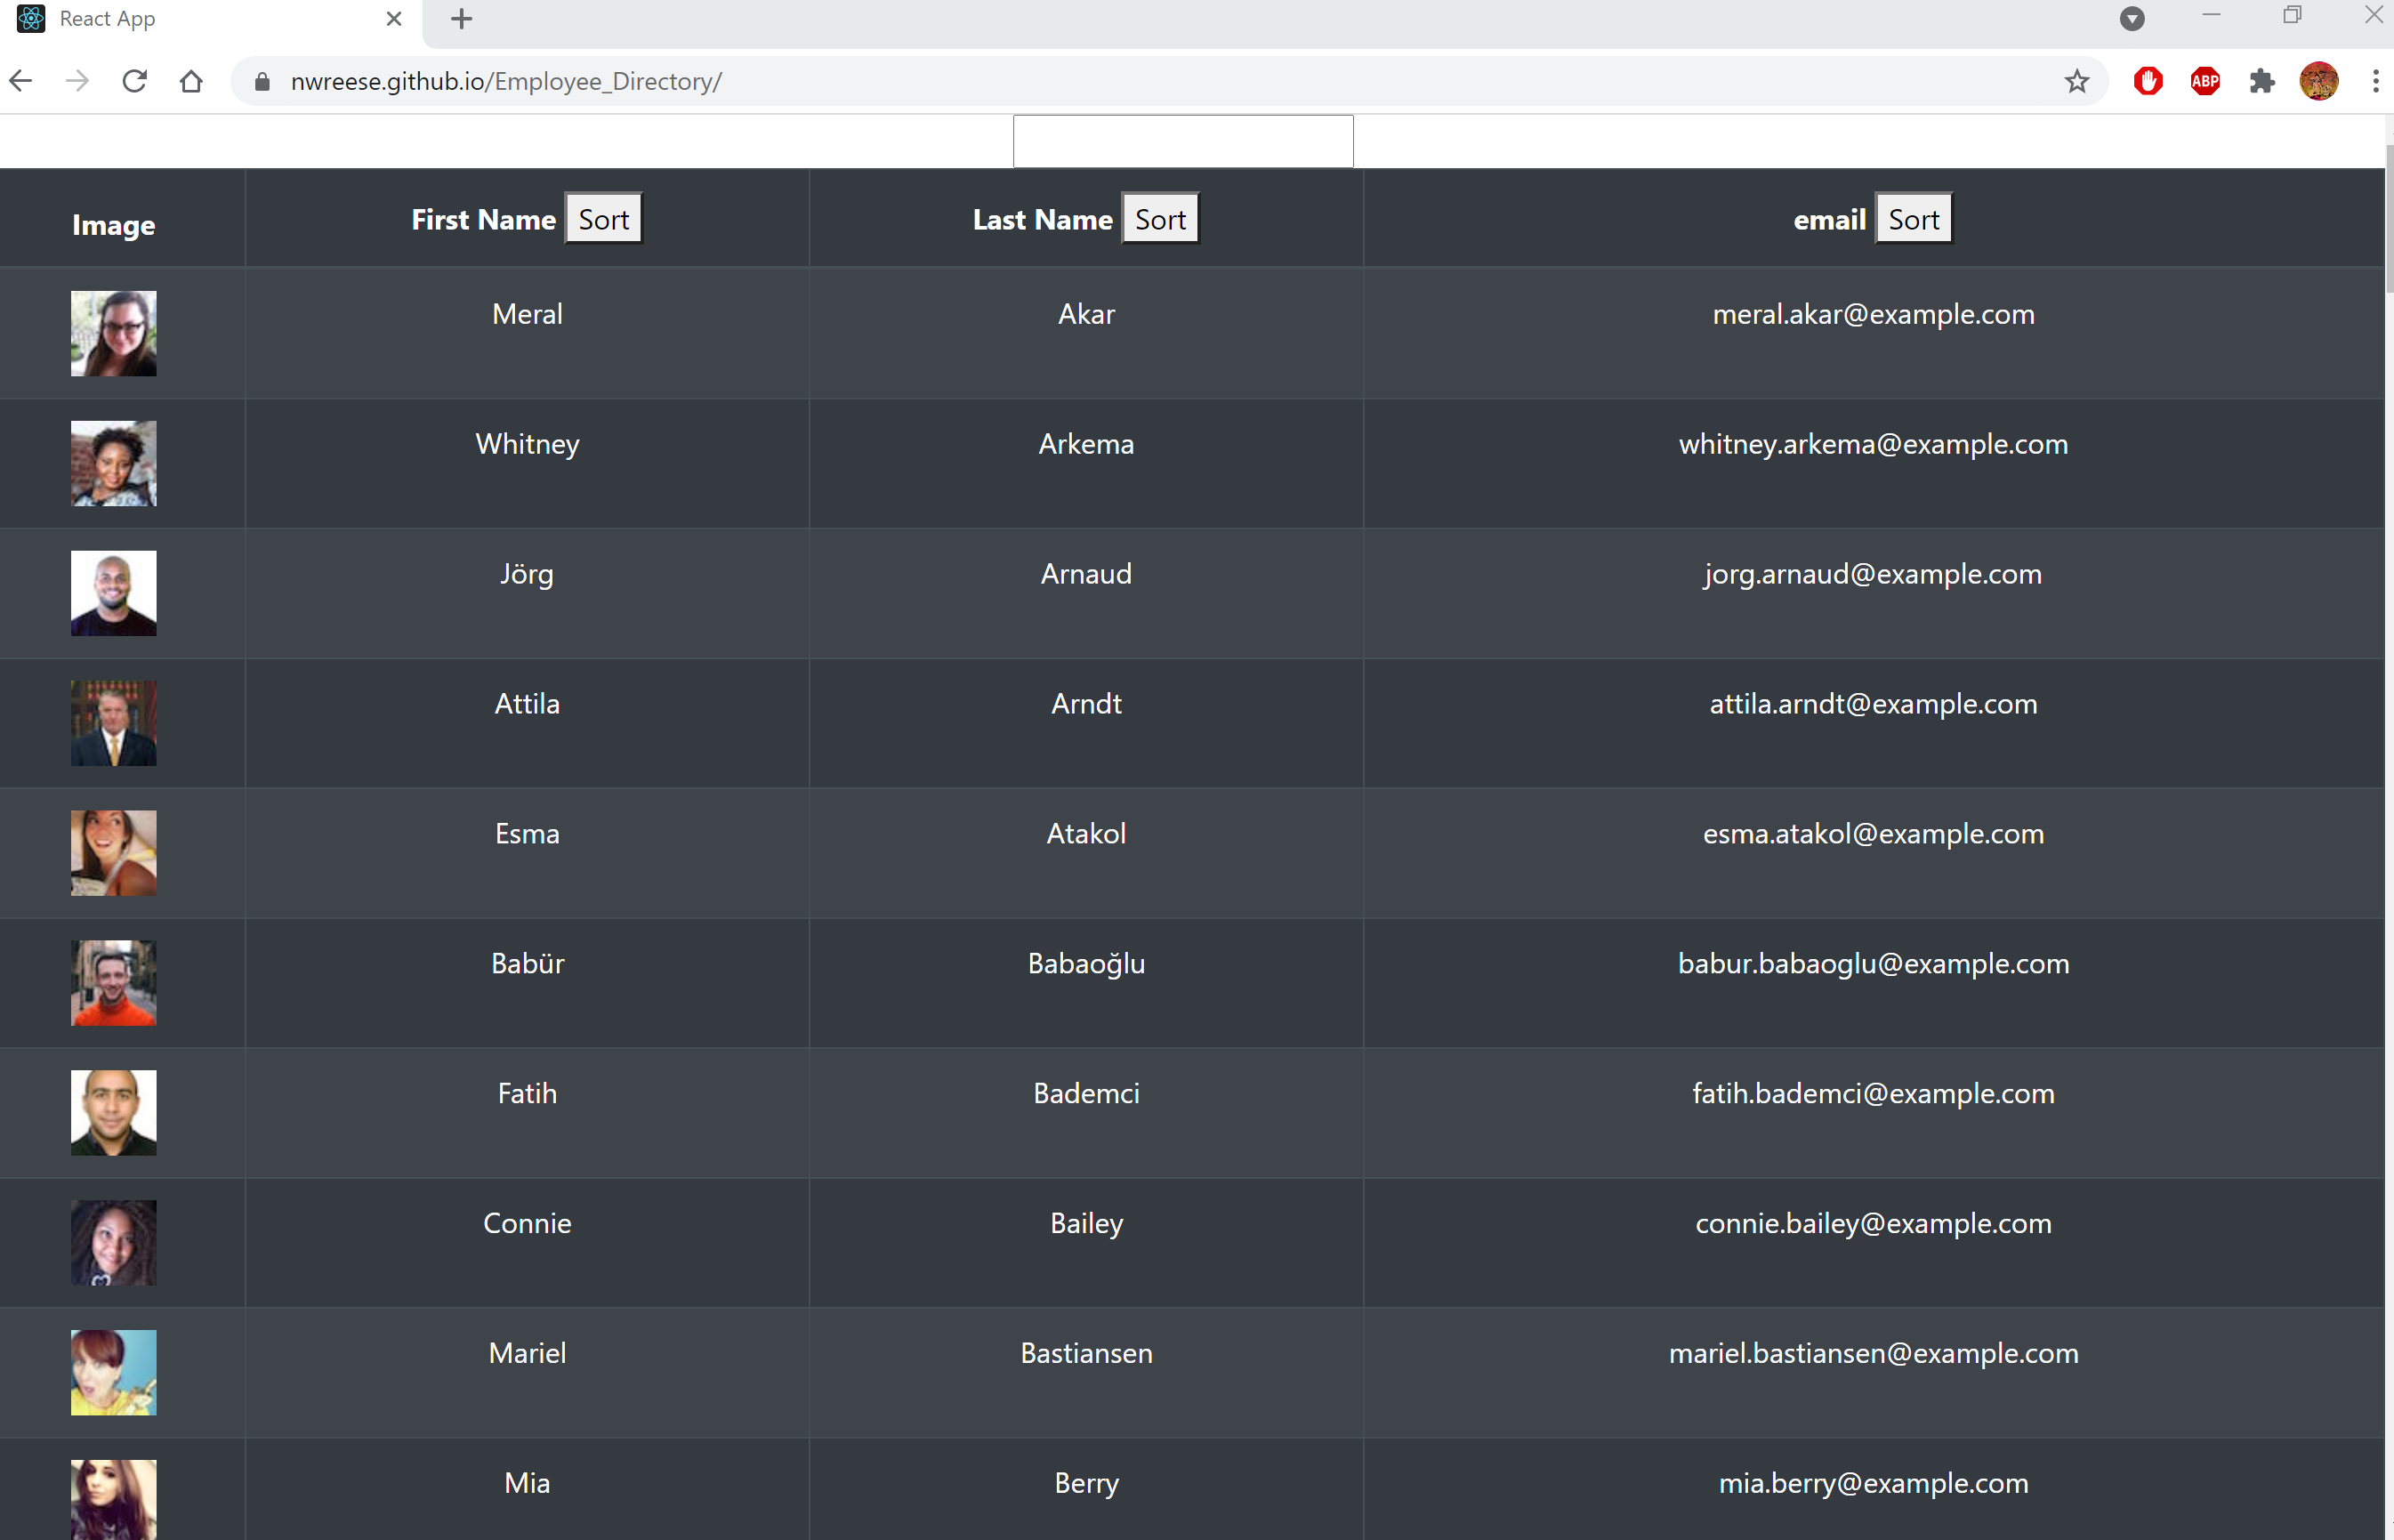 React App
nwreese.github.io/Employee_Directory/
ABP
Image First Name Sort Last Name Sort email Sort
Meral Akar meral.akar@example.com
Whitney Arkema whitney.arkema@example.com
Jörg Arnaud jorg.arnaud@example.com
Attila Arndt attila.arndt@example.com
Esma Atakol esma.atakol@example.com
Babür Babaoğlu babur.babaoglu@example.com
Fatih Bademci fatih.bademci@example.com
Connie Bailey connie.bailey@example.com
Mariel Bastiansen mariel.bastiansen@example.com
Mia Berry mia.berry@example.com